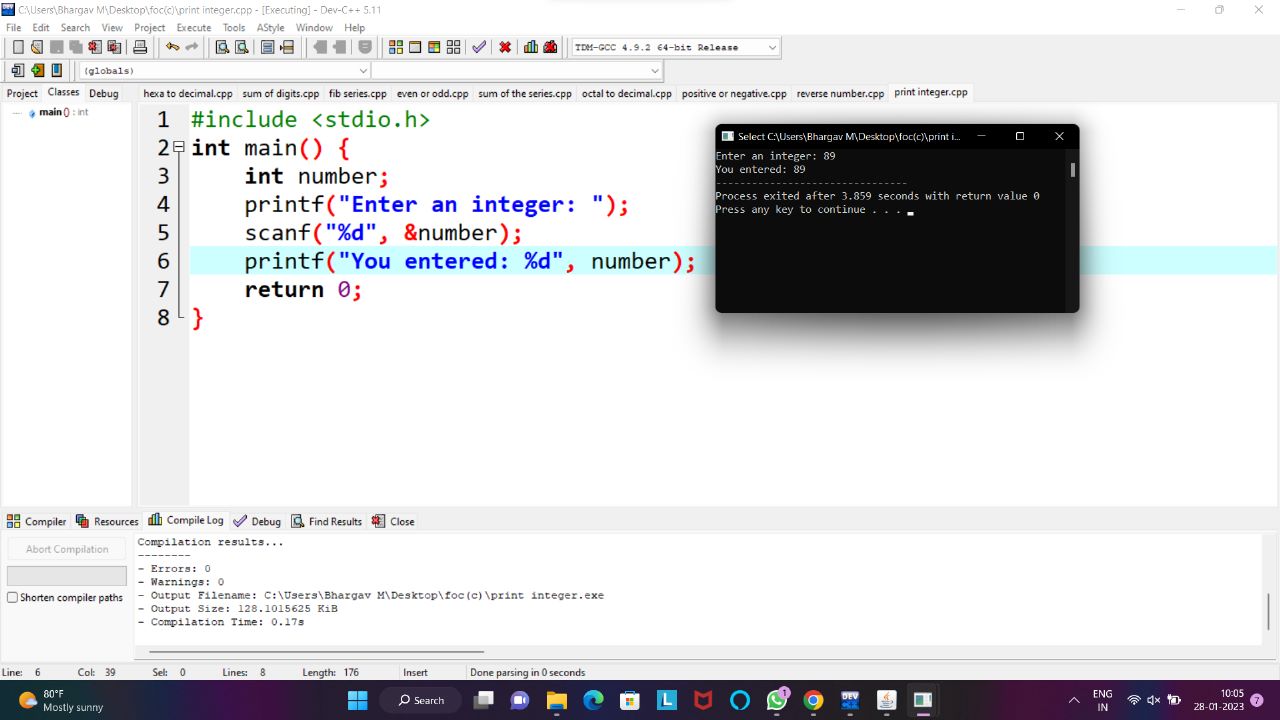 C:\Users\Bhargav M\Desktop\foc(c)\print integer.cpp - [Executing] - Dev-C++ 5.11
File Edit Search View Project Execute Tools AStyle Window Help
TDM-GCC 4.9.2 64-bit Release
(globals)
Project Classes Debug
hexa to decimal.cpp sum of digits.cpp fib series.cpp even or odd.cpp sum of the series.cpp octal to decimal.cpp positive or negative.cpp reverse number.cpp print integer.cpp
main () : int
1 #include <stdio.h>
2 int main() {
3 int number;
4 printf("Enter an integer: ");
5 scanf("%d", &number);
6 printf("You entered: %d", number);
7 return 0;
8 }
Select C:\Users\Bhargav M\Desktop\foc(c)\print i...
Enter an integer: 89
You entered: 89
--------------------------------
Process exited after 3.859 seconds with return value 0
Press any key to continue . . .
Compiler Resources Compile Log Debug Find Results Close
Abort Compilation
Shorten compiler paths
Compilation results...
--------
- Errors: 0
- Warnings: 0
- Output Filename: C:\Users\Bhargav M\Desktop\foc(c)\print integer.exe
- Output Size: 128.1015625 KiB
- Compilation Time: 0.17s
Line: 6 Col: 39 Sel: 0 Lines: 8 Length: 176 Insert Done parsing in 0 seconds
80°F
Mostly sunny
Search
L
1
DEV
ENG
IN
10:05
28-01-2023
7